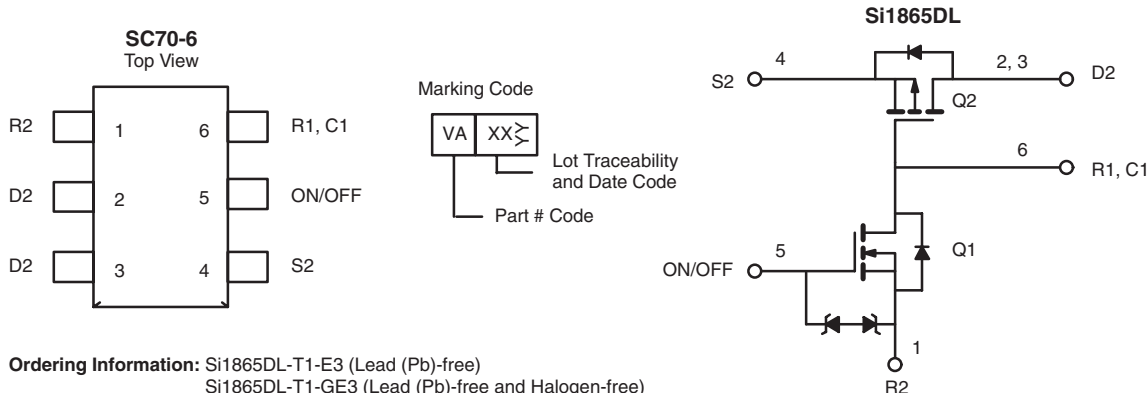 SC70-6
Top View
R2
1
6
R1, C1
D2
2
5
ON/OFF
D2
3
4
S2
Marking Code
VA
XX
Lot Traceability
and Date Code
Part # Code
Si1865DL
4
2, 3
S2
D2
Q2
6
R1, C1
Q1
5
ON/OFF
1
R2
Ordering Information: Si1865DL-T1-E3 (Lead (Pb)-free)
Si1865DL-T1-GE3 (Lead (Pb)-free and Halogen-free)